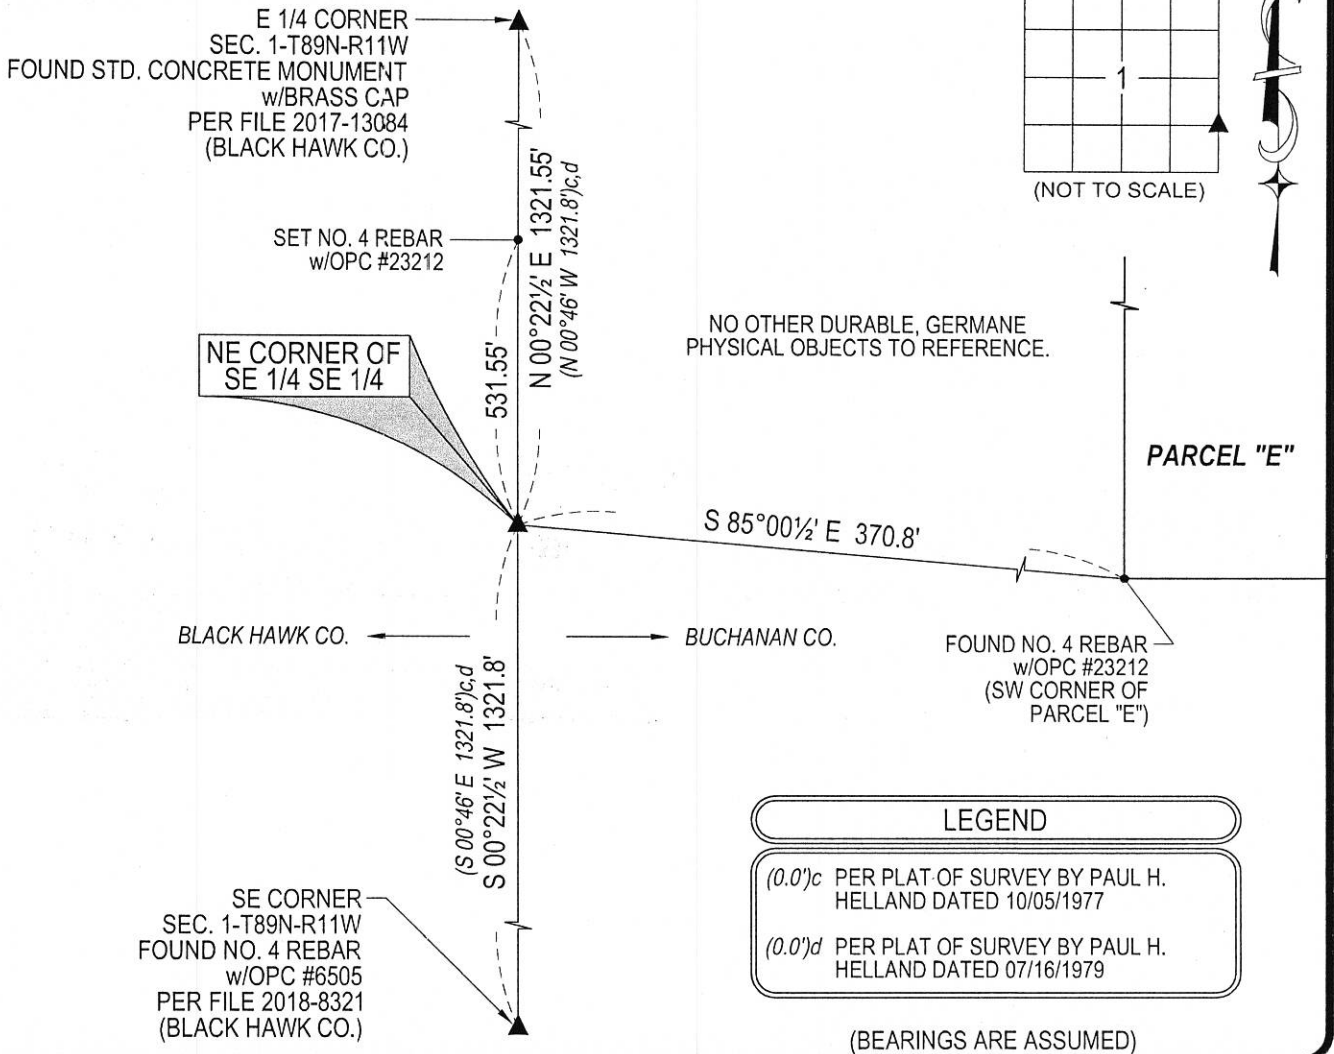 E 1/4 CORNER
SEC. 1-T89N-R11W
FOUND STD. CONCRETE MONUMENT
w/BRASS CAP
PER FILE 2017-13084
(BLACK HAWK CO.)
1
(NOT TO SCALE)
SET NO. 4 REBAR
w/OPC #23212
N 00°22½' E 1321.55'
(N 00°46' W 1321.8')c,d
531.55'
NO OTHER DURABLE, GERMANE
PHYSICAL OBJECTS TO REFERENCE.
NE CORNER OF
SE 1/4 SE 1/4
PARCEL "E"
S 85°00½' E 370.8'
BLACK HAWK CO.
BUCHANAN CO.
FOUND NO. 4 REBAR
w/OPC #23212
(SW CORNER OF
PARCEL "E")
(S 00°46' E 1321.8')c,d
S 00°22½' W 1321.8'
SE CORNER
SEC. 1-T89N-R11W
FOUND NO. 4 REBAR
w/OPC #6505
PER FILE 2018-8321
(BLACK HAWK CO.)
LEGEND
(0.0')c PER PLAT OF SURVEY BY PAUL H.
HELLAND DATED 10/05/1977
(0.0')d PER PLAT OF SURVEY BY PAUL H.
HELLAND DATED 07/16/1979
(BEARINGS ARE ASSUMED)